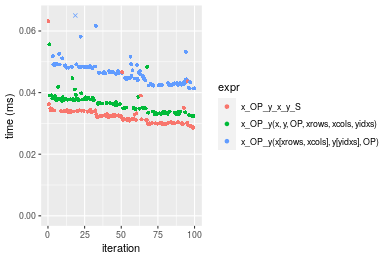 0.06
0.04
0.02
0.00
time (ms)
0
25
50
75
100
iteration
expr
x_OP_y_x_y_S
x_OP_y(x, y, OP, xrows, xcols, yidxs)
x_OP_y(x[xrows, xcols], y[yidxs], OP)